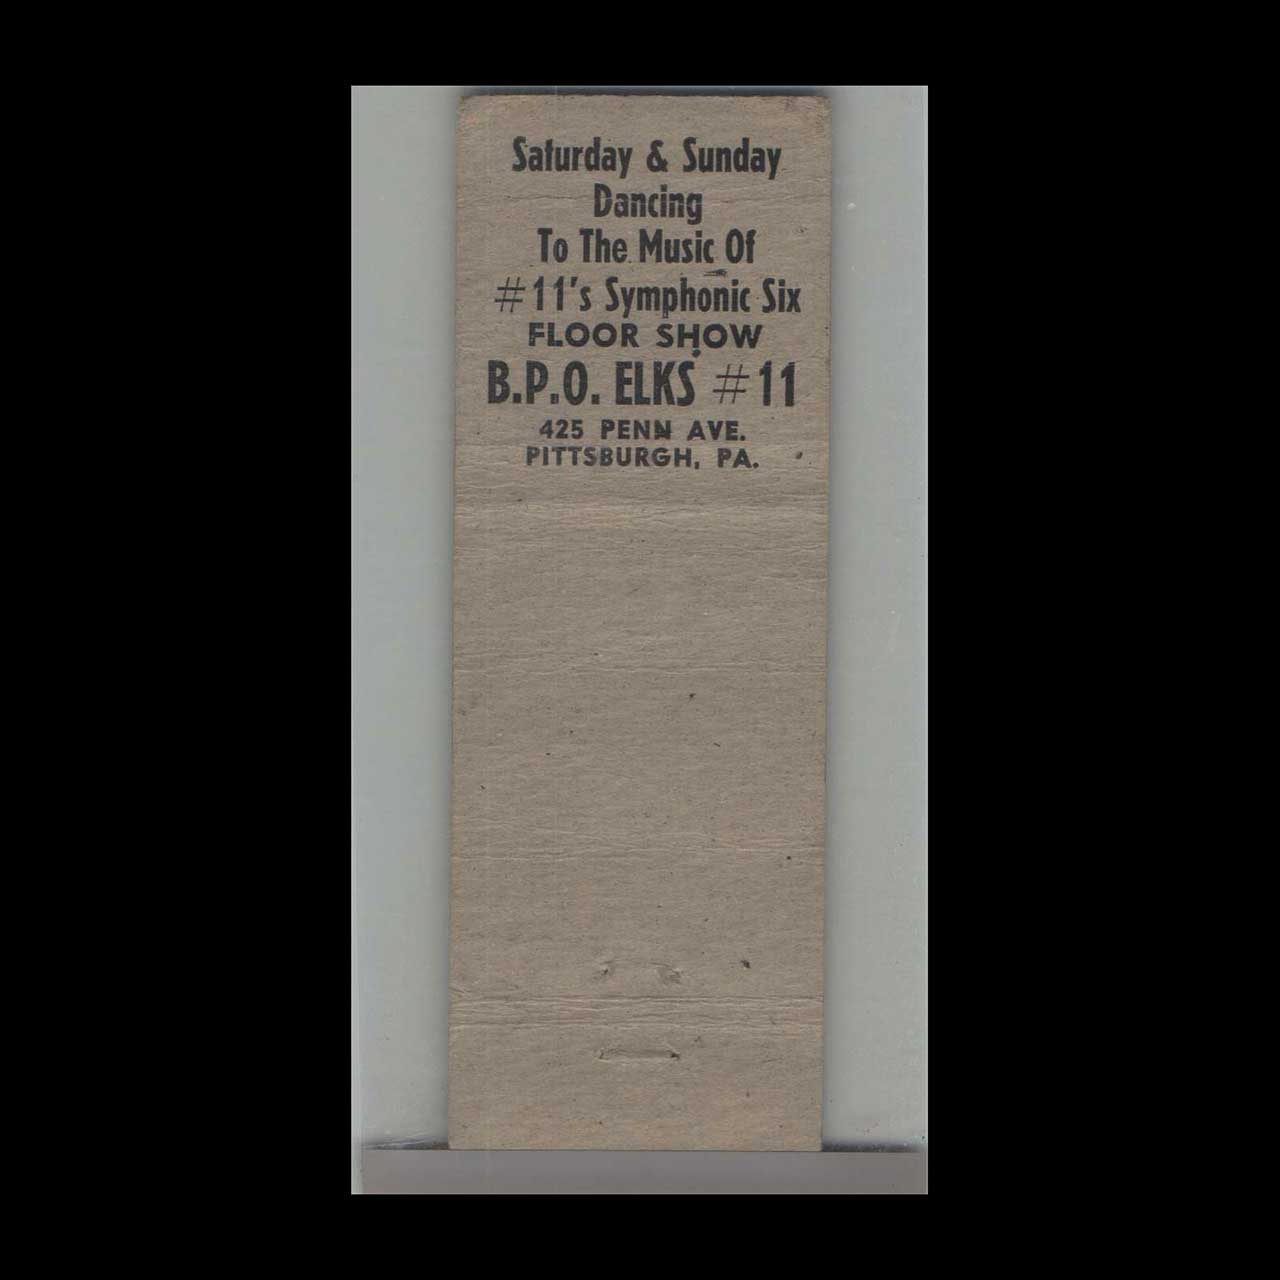 Saturday & Sunday
Dancing
To The Music Of
#11's Symphonic Six
FLOOR SHOW
B.P.O. ELKS #11
425 PENN AVE.
PITTSBURGH, PA.